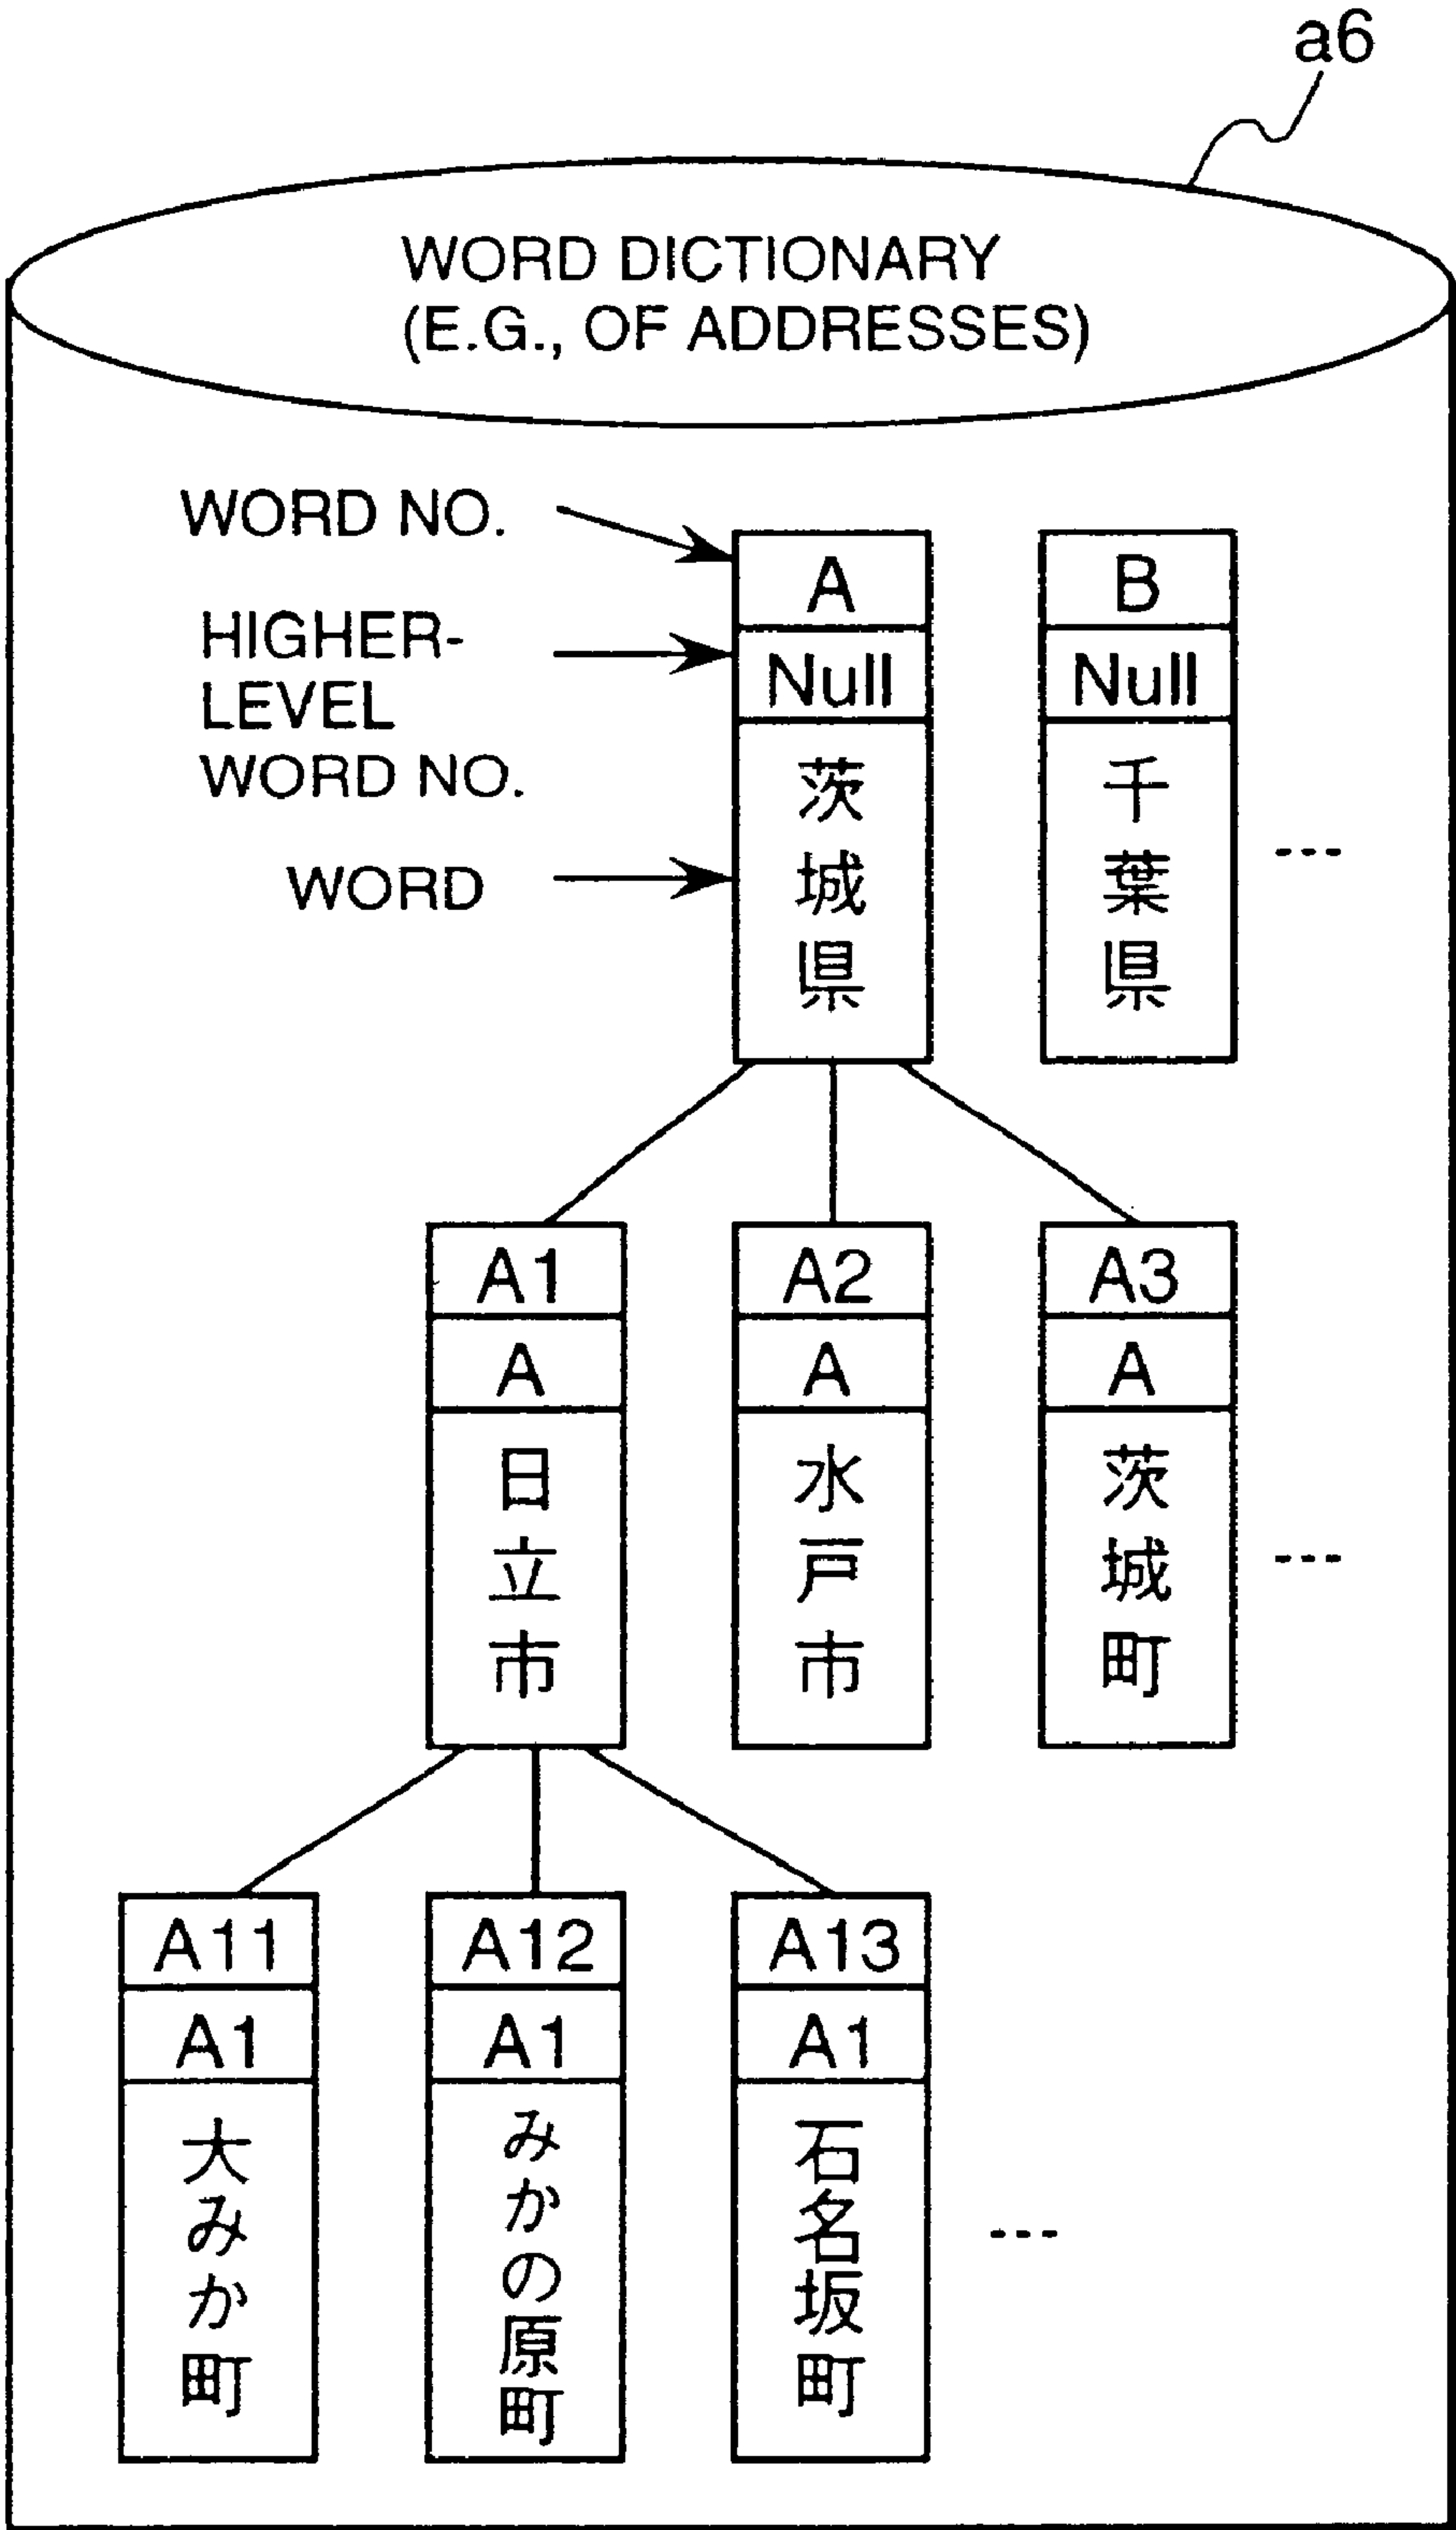 a6
WORD DICTIONARY
(E.G., OF ADDRESSES)
WORD NO.
HIGHER-
LEVEL
WORD NO.
WORD
A
Null
茨城県
B
Null
千葉県
---
A1
A
日立市
A2
A
水戸市
A3
A
茨城町
---
A11
A1
大みか町
A12
A1
みかの原町
A13
A1
石名坂町
---